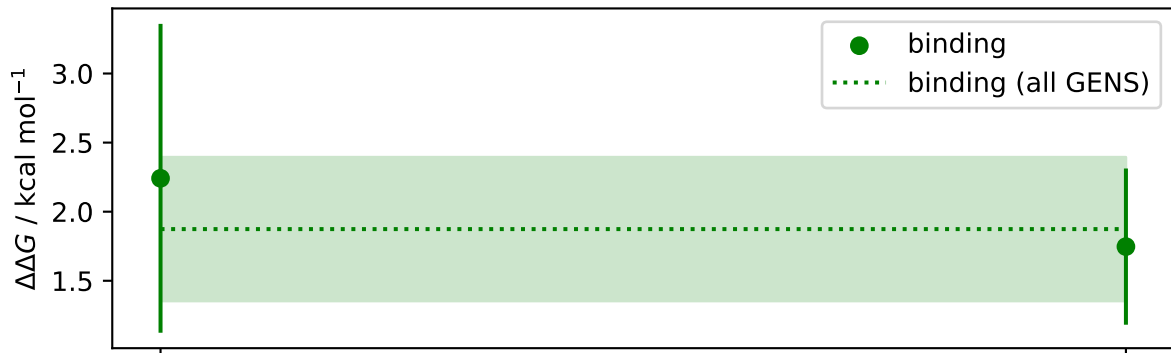 binding
binding (all GENS)
ΔΔG / kcal mol⁻¹
3.0
2.5
2.0
1.5